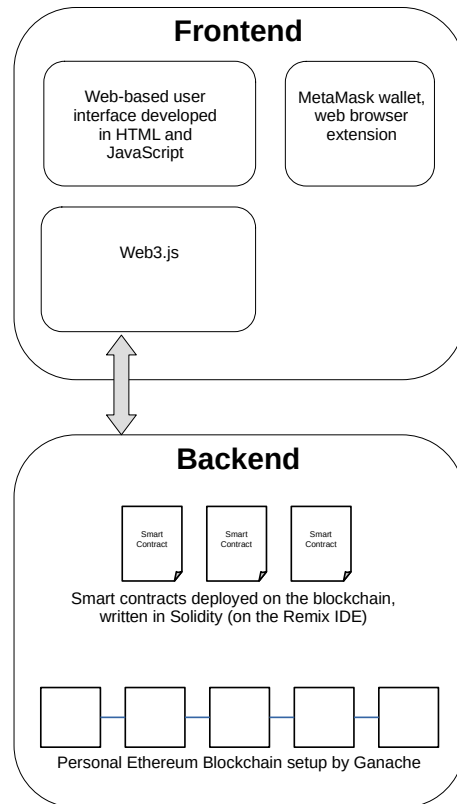 Frontend
Web-based user
interface developed
in HTML and
JavaScript
MetaMask wallet,
web browser
extension
Web3.js
Backend
Smart
Contract
Smart
Contract
Smart
Contract
Smart contracts deployed on the blockchain,
written in Solidity (on the Remix IDE)
Personal Ethereum Blockchain setup by Ganache